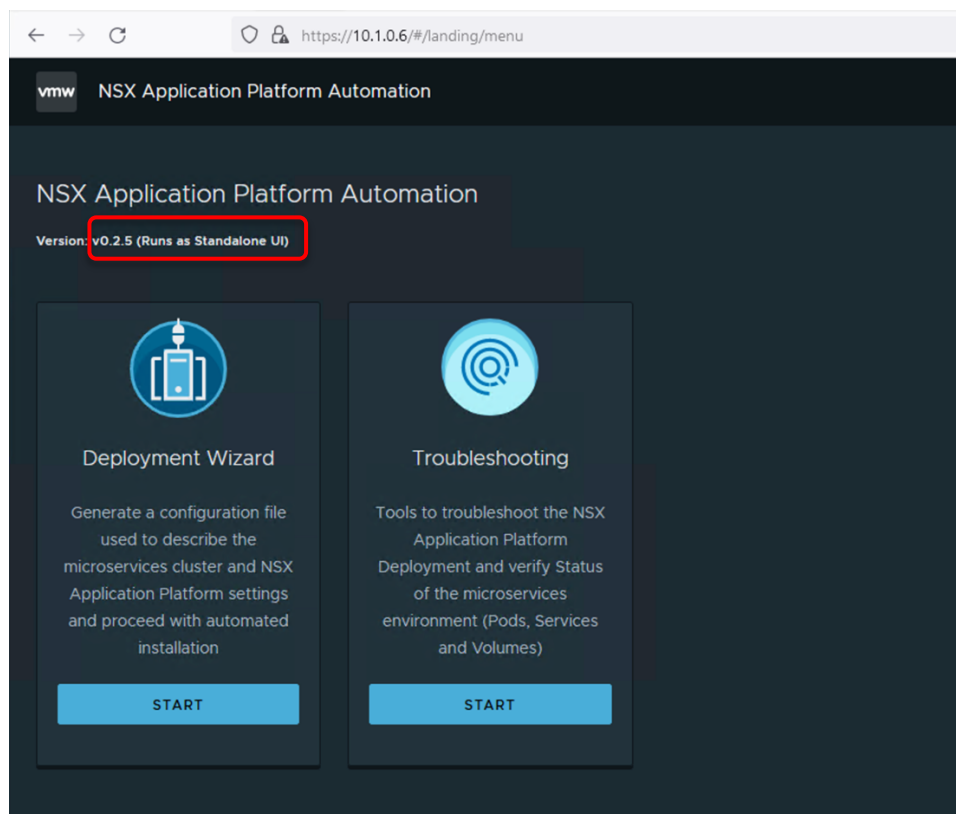 https://10.1.0.6/#/landing/menu
vmw NSX Application Platform Automation
NSX Application Platform Automation
Version: v0.2.5 (Runs as Standalone UI)
Deployment Wizard
Generate a configuration file
used to describe the
microservices cluster and NSX
Application Platform settings
and proceed with automated
installation
START
Troubleshooting
Tools to troubleshoot the NSX
Application Platform
Deployment and verify Status
of the microservices
environment (Pods, Services
and Volumes)
START